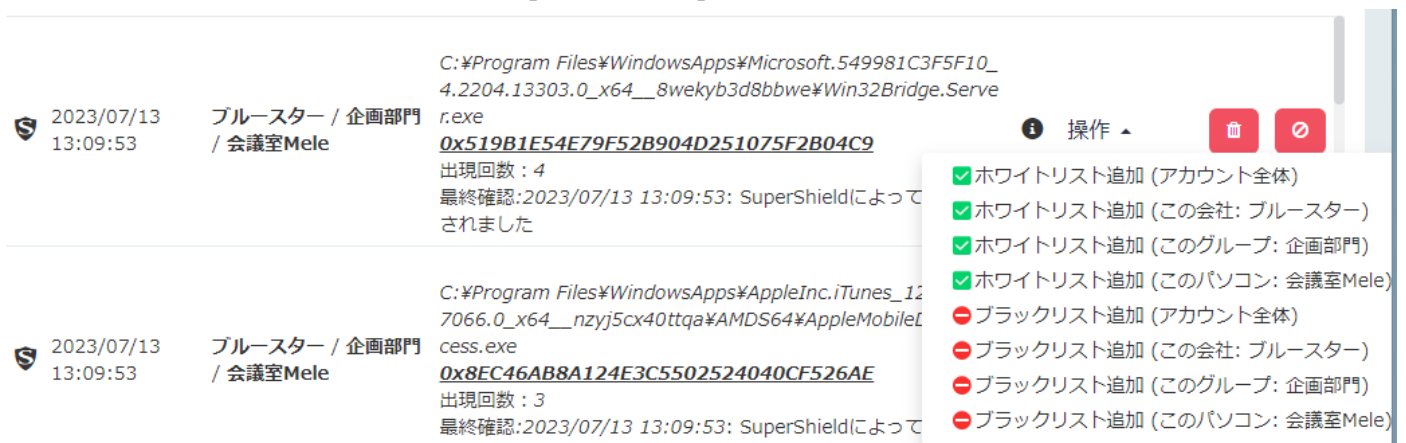 2023/07/13
13:09:53
ブルースター / 企画部門
/ 会議室Mele
C:¥Program Files¥WindowsApps¥Microsoft.549981C3F5F10_
4.2204.13303.0_x64__8wekyb3d8bbwe¥Win32Bridge.Serve
r.exe
0x519B1E54E79F52B904D251075F2B04C9
出現回数：4
最終確認:2023/07/13 13:09:53: SuperShieldによって
されました
操作
ホワイトリスト追加 (アカウント全体)
ホワイトリスト追加 (この会社: ブルースター)
ホワイトリスト追加 (このグループ: 企画部門)
ホワイトリスト追加 (このパソコン: 会議室Mele)
ブラックリスト追加 (アカウント全体)
ブラックリスト追加 (この会社: ブルースター)
ブラックリスト追加 (このグループ: 企画部門)
ブラックリスト追加 (このパソコン: 会議室Mele)
2023/07/13
13:09:53
ブルースター / 企画部門
/ 会議室Mele
C:¥Program Files¥WindowsApps¥AppleInc.iTunes_12
7066.0_x64__nzyj5cx40ttqa¥AMDS64¥AppleMobileD
cess.exe
0x8EC46AB8A124E3C5502524040CF526AE
出現回数：3
最終確認:2023/07/13 13:09:53: SuperShieldによって